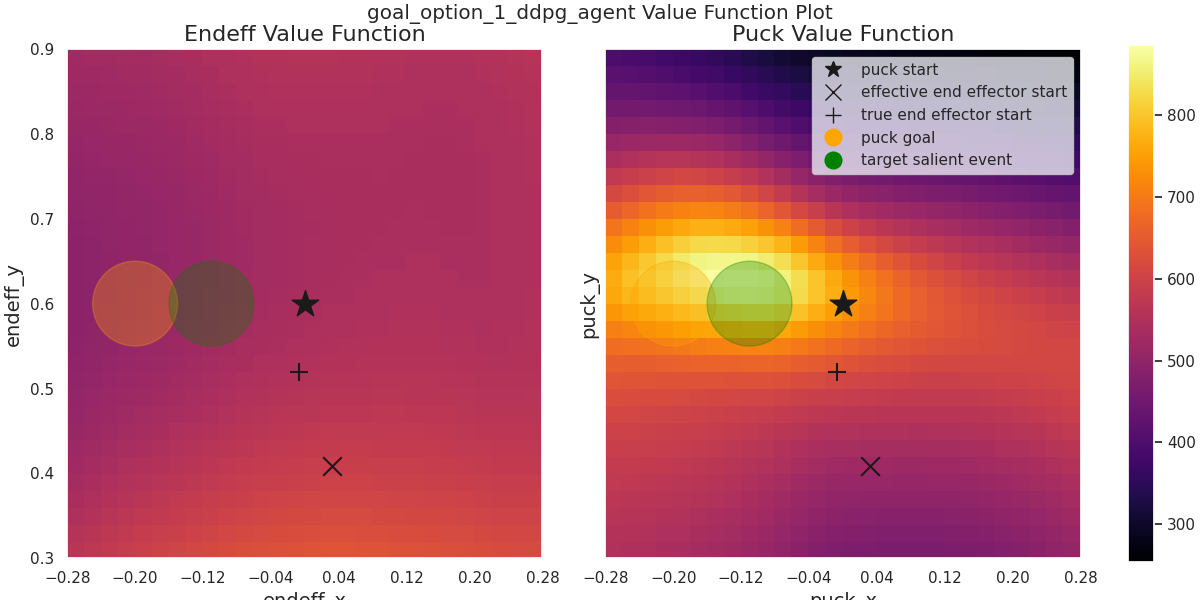 goal_option_1_ddpg_agent Value Function Plot
Endeff Value Function
0.9
0.8
0.7
0.6
0.5
0.4
0.3
endeff_y
−0.28 −0.20 −0.12 −0.04 0.04 0.12 0.20 0.28
endeff_x
Puck Value Function
puck start
effective end effector start
true end effector start
puck goal
target salient event
puck_y
−0.28 −0.20 −0.12 −0.04 0.04 0.12 0.20 0.28
puck_x
800
700
600
500
400
300